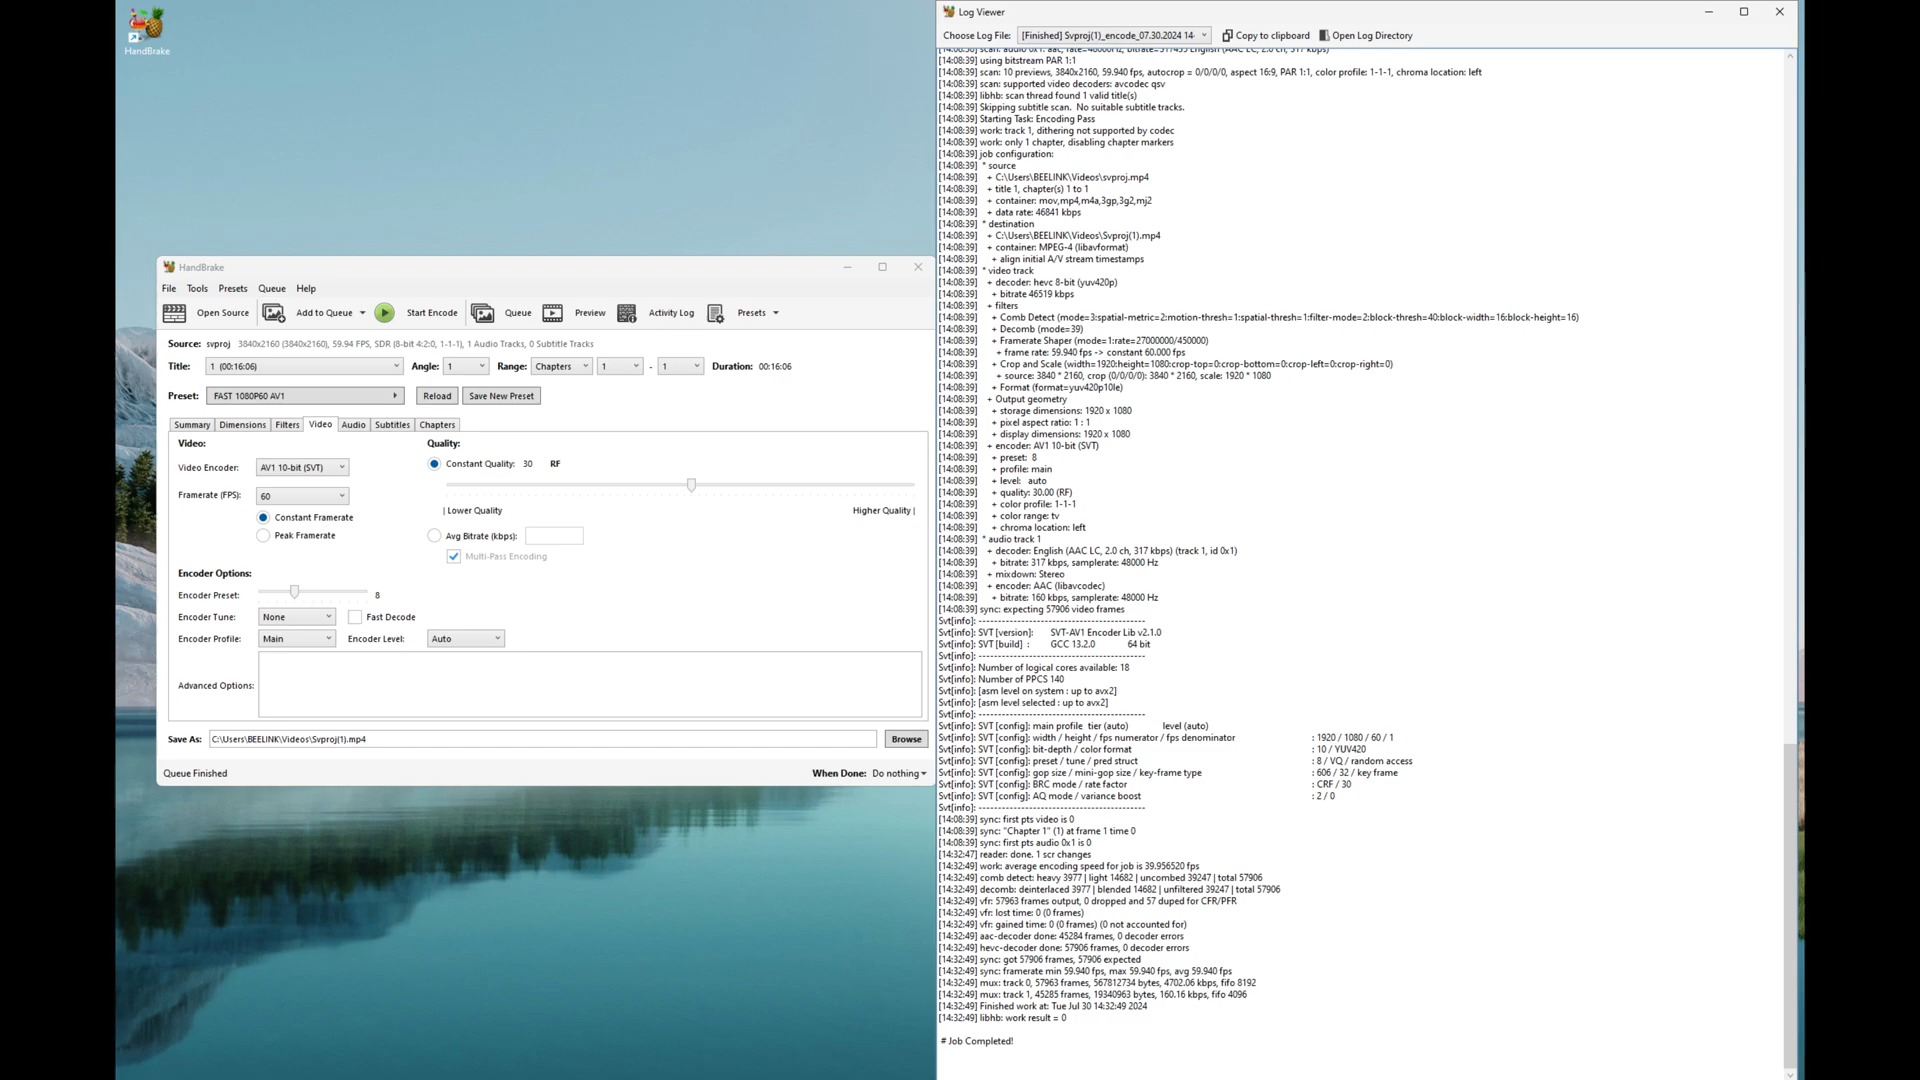 HandBrake
HandBrake
File Tools Presets Queue Help
Open Source Add to Queue Start Encode Queue Preview Activity Log Presets
Source: svproj 3840x2160 (3840x2160), 59.94 FPS, SDR (8-bit 4:2:0, 1-1-1), 1 Audio Tracks, 0 Subtitle Tracks
Title: 1 (00:16:06) Angle: 1 Range: Chapters 1 - 1 Duration: 00:16:06
Preset: FAST 1080P60 AV1 Reload Save New Preset
Summary Dimensions Filters Video Audio Subtitles Chapters
Video: Quality:
Video Encoder: AV1 10-bit (SVT) Constant Quality: 30 RF
Framerate (FPS): 60
| Lower Quality Higher Quality |
Constant Framerate
Peak Framerate Avg Bitrate (kbps):
Multi-Pass Encoding
Encoder Options:
Encoder Preset: 8
Encoder Tune: None Fast Decode
Encoder Profile: Main Encoder Level: Auto
Advanced Options:
Save As: C:\Users\BEELINK\Videos\Svproj(1).mp4 Browse
Queue Finished When Done: Do nothing
Log Viewer
Choose Log File: [Finished] Svproj(1)_encode_07.30.2024 14- Copy to clipboard Open Log Directory
[14:08:38] scan: audio 0x1: aac, rate=48000Hz, bitrate=317455 English (AAC LC, 2.0 ch, 317 kbps)
[14:08:39] using bitstream PAR 1:1
[14:08:39] scan: 10 previews, 3840x2160, 59.940 fps, autocrop = 0/0/0/0, aspect 16:9, PAR 1:1, color profile: 1-1-1, chroma location: left
[14:08:39] scan: supported video decoders: avcodec qsv
[14:08:39] libhb: scan thread found 1 valid title(s)
[14:08:39] Skipping subtitle scan. No suitable subtitle tracks.
[14:08:39] Starting Task: Encoding Pass
[14:08:39] work: track 1, dithering not supported by codec
[14:08:39] work: only 1 chapter, disabling chapter markers
[14:08:39] job configuration:
[14:08:39] * source
[14:08:39] + C:\Users\BEELINK\Videos\svproj.mp4
[14:08:39] + title 1, chapter(s) 1 to 1
[14:08:39] + container: mov,mp4,m4a,3gp,3g2,mj2
[14:08:39] + data rate: 46841 kbps
[14:08:39] * destination
[14:08:39] + C:\Users\BEELINK\Videos\Svproj(1).mp4
[14:08:39] + container: MPEG-4 (libavformat)
[14:08:39] + align initial A/V stream timestamps
[14:08:39] * video track
[14:08:39] + decoder: hevc 8-bit (yuv420p)
[14:08:39] + bitrate 46519 kbps
[14:08:39] + filters
[14:08:39] + Comb Detect (mode=3:spatial-metric=2:motion-thresh=1:spatial-thresh=1:filter-mode=2:block-thresh=40:block-width=16:block-height=16)
[14:08:39] + Decomb (mode=39)
[14:08:39] + Framerate Shaper (mode=1:rate=27000000/450000)
[14:08:39] + frame rate: 59.940 fps -> constant 60.000 fps
[14:08:39] + Crop and Scale (width=1920:height=1080:crop-top=0:crop-bottom=0:crop-left=0:crop-right=0)
[14:08:39] + source: 3840 * 2160, crop (0/0/0/0): 3840 * 2160, scale: 1920 * 1080
[14:08:39] + Format (format=yuv420p10le)
[14:08:39] + Output geometry
[14:08:39] + storage dimensions: 1920 x 1080
[14:08:39] + pixel aspect ratio: 1 : 1
[14:08:39] + display dimensions: 1920 x 1080
[14:08:39] + encoder: AV1 10-bit (SVT)
[14:08:39] + preset: 8
[14:08:39] + profile: main
[14:08:39] + level: auto
[14:08:39] + quality: 30.00 (RF)
[14:08:39] + color profile: 1-1-1
[14:08:39] + color range: tv
[14:08:39] + chroma location: left
[14:08:39] * audio track 1
[14:08:39] + decoder: English (AAC LC, 2.0 ch, 317 kbps) (track 1, id 0x1)
[14:08:39] + bitrate: 317 kbps, samplerate: 48000 Hz
[14:08:39] + mixdown: Stereo
[14:08:39] + encoder: AAC (libavcodec)
[14:08:39] + bitrate: 160 kbps, samplerate: 48000 Hz
[14:08:39] sync: expecting 57906 video frames
Svt[info]: -------------------------------------------
Svt[info]: SVT [version]: SVT-AV1 Encoder Lib v2.1.0
Svt[info]: SVT [build] : GCC 13.2.0 64 bit
Svt[info]: -------------------------------------------
Svt[info]: Number of logical cores available: 18
Svt[info]: Number of PPCS 140
Svt[info]: [asm level on system : up to avx2]
Svt[info]: [asm level selected : up to avx2]
Svt[info]: -------------------------------------------
Svt[info]: SVT [config]: main profile tier (auto) level (auto)
Svt[info]: SVT [config]: width / height / fps numerator / fps denominator : 1920 / 1080 / 60 / 1
Svt[info]: SVT [config]: bit-depth / color format : 10 / YUV420
Svt[info]: SVT [config]: preset / tune / pred struct : 8 / VQ / random access
Svt[info]: SVT [config]: gop size / mini-gop size / key-frame type : 606 / 32 / key frame
Svt[info]: SVT [config]: BRC mode / rate factor : CRF / 30
Svt[info]: SVT [config]: AQ mode / variance boost : 2 / 0
Svt[info]: -------------------------------------------
[14:08:39] sync: first pts video is 0
[14:08:39] sync: "Chapter 1" (1) at frame 1 time 0
[14:08:39] sync: first pts audio 0x1 is 0
[14:32:47] reader: done. 1 scr changes
[14:32:49] work: average encoding speed for job is 39.956520 fps
[14:32:49] comb detect: heavy 3977 | light 14682 | uncombed 39247 | total 57906
[14:32:49] decomb: deinterlaced 3977 | blended 14682 | unfiltered 39247 | total 57906
[14:32:49] vfr: 57963 frames output, 0 dropped and 57 duped for CFR/PFR
[14:32:49] vfr: lost time: 0 (0 frames)
[14:32:49] vfr: gained time: 0 (0 frames) (0 not accounted for)
[14:32:49] aac-decoder done: 45284 frames, 0 decoder errors
[14:32:49] hevc-decoder done: 57906 frames, 0 decoder errors
[14:32:49] sync: got 57906 frames, 57906 expected
[14:32:49] sync: framerate min 59.940 fps, max 59.940 fps, avg 59.940 fps
[14:32:49] mux: track 0, 57963 frames, 567812734 bytes, 4702.06 kbps, fifo 8192
[14:32:49] mux: track 1, 45285 frames, 19340963 bytes, 160.16 kbps, fifo 4096
[14:32:49] Finished work at: Tue Jul 30 14:32:49 2024
[14:32:49] libhb: work result = 0
# Job Completed!